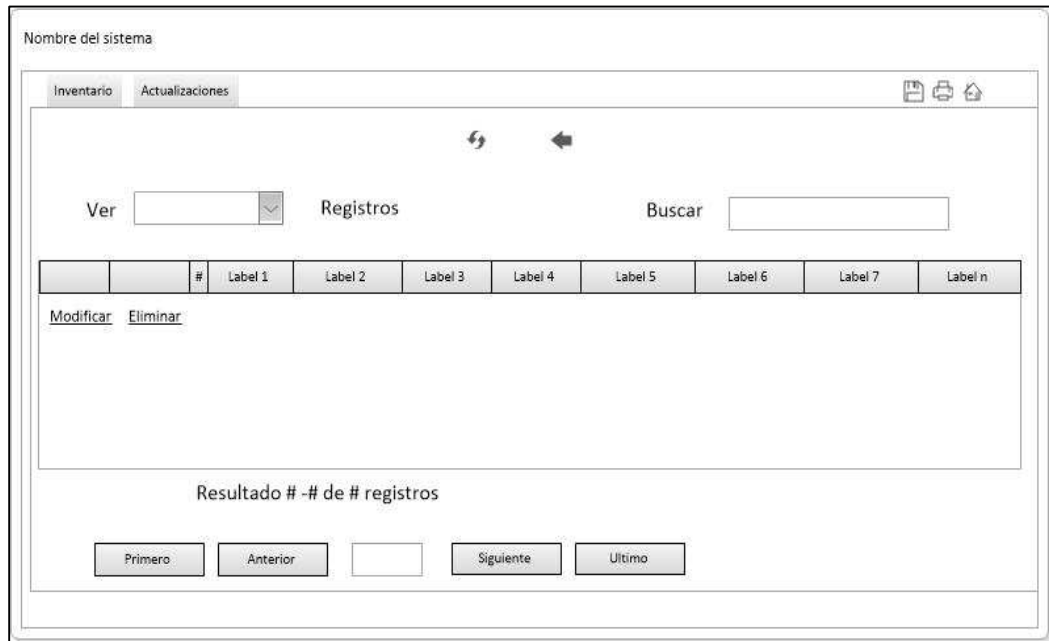 Nombre del sistema
Inventario Actualizaciones
Ver Registros Buscar
# Label 1 Label 2 Label 3 Label 4 Label 5 Label 6 Label 7 Label n
Modificar Eliminar
Resultado # -# de # registros
Primero Anterior Siguiente Ultimo